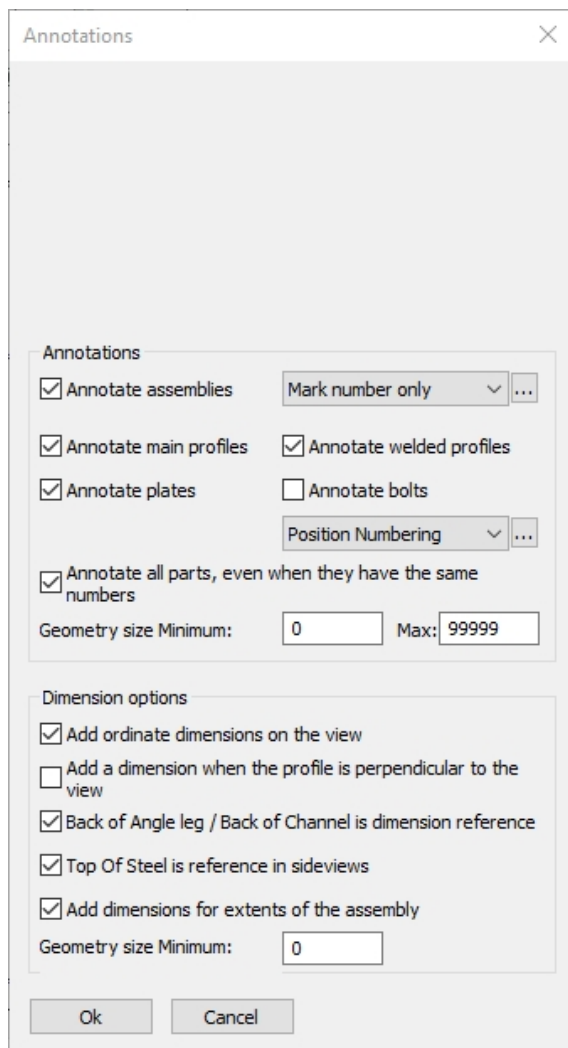 Annotations
Annotations
Annotate assemblies Mark number only ...
Annotate main profiles Annotate welded profiles
Annotate plates Annotate bolts
Position Numbering ...
Annotate all parts, even when they have the same
numbers
Geometry size Minimum: 0 Max: 99999
Dimension options
Add ordinate dimensions on the view
Add a dimension when the profile is perpendicular to the
view
Back of Angle leg / Back of Channel is dimension reference
Top Of Steel is reference in sideviews
Add dimensions for extents of the assembly
Geometry size Minimum: 0
Ok Cancel